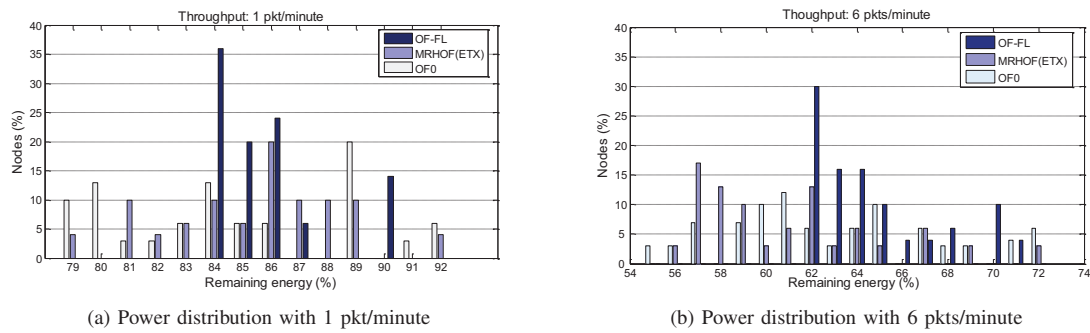 Throughput: 1 pkt/minute
40
35
30
25
20
15
10
5
0
Nodes (%)
OF-FL
MRHOF(ETX)
OF0
79 80 81 82 83 84 85 86 87 88 89 90 91 92
Remaining energy (%)
(a) Power distribution with 1 pkt/minute
Thoughput: 6 pkts/minute
40
35
30
25
20
15
10
5
0
Nodes (%)
OF-FL
MRHOF(ETX)
OF0
54 56 58 60 62 64 66 68 70 72 74
Remaining energy (%)
(b) Power distribution with 6 pkts/minute